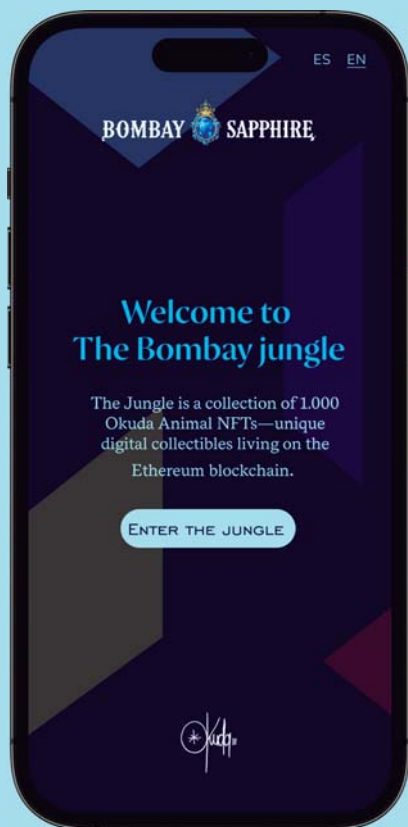 ES EN
BOMBAY SAPPHIRE
Welcome to
The Bombay jungle
The Jungle is a collection of 1.000
Okuda Animal NFTs—unique
digital collectibles living on the
Ethereum blockchain.
ENTER THE JUNGLE
Okuda